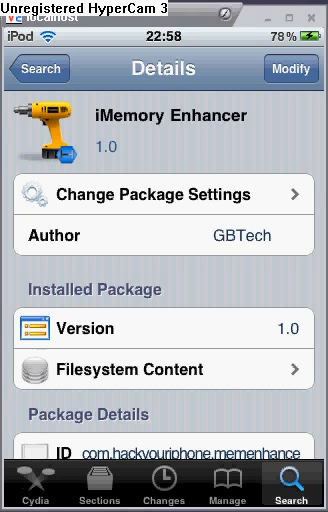 Unregistered HyperCam 3
localhost
iPod 22:58 78%
Search Details Modify
iMemory Enhancer
1.0
Change Package Settings
Author GBTech
Installed Package
Version 1.0
Filesystem Content
Package Details
ID com.hackyouriphone.memenhance
Cydia Sections Changes Manage Search